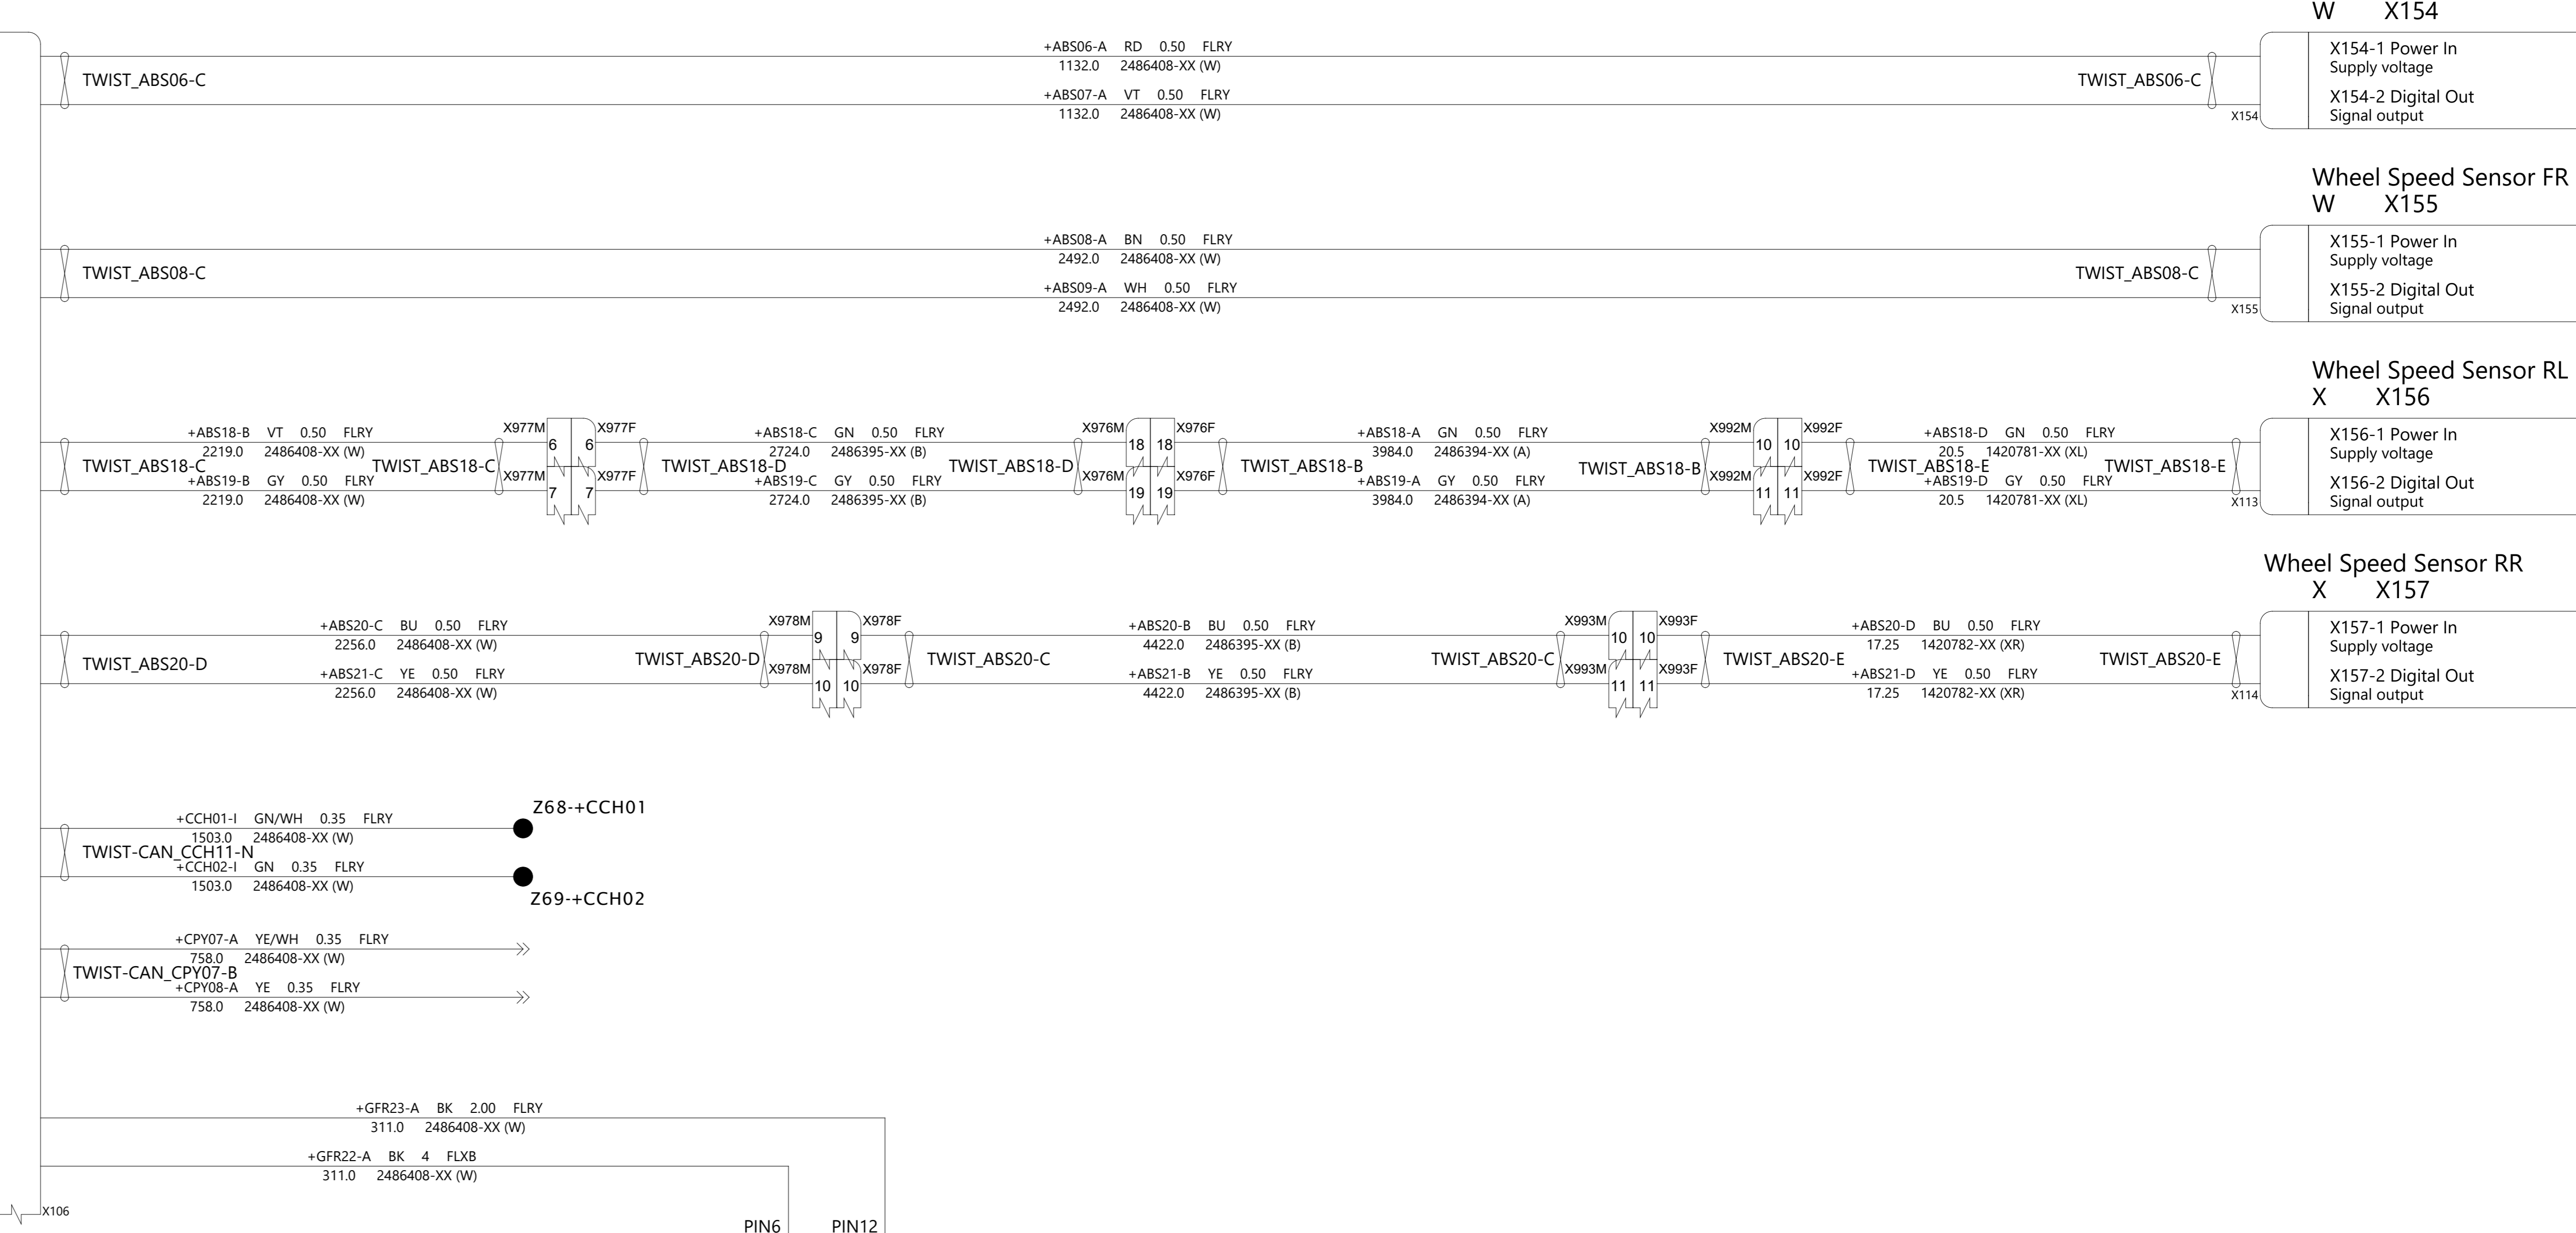 W X154
+ABS06-A RD 0.50 FLRY
1132.0 2486408-XX (W)
TWIST_ABS06-C
TWIST_ABS06-C
+ABS07-A VT 0.50 FLRY
1132.0 2486408-XX (W)
X154
X154-1 Power In
Supply voltage
X154-2 Digital Out
Signal output
Wheel Speed Sensor FR
W X155
+ABS08-A BN 0.50 FLRY
2492.0 2486408-XX (W)
TWIST_ABS08-C
TWIST_ABS08-C
+ABS09-A WH 0.50 FLRY
2492.0 2486408-XX (W)
X155
X155-1 Power In
Supply voltage
X155-2 Digital Out
Signal output
Wheel Speed Sensor RL
X X156
+ABS18-B VT 0.50 FLRY
2219.0 2486408-XX (W)
TWIST_ABS18-C
TWIST_ABS18-C
+ABS19-B GY 0.50 FLRY
2219.0 2486408-XX (W)
X977M
6 6
X977F
X977M
7 7
X977F
+ABS18-C GN 0.50 FLRY
2724.0 2486395-XX (B)
TWIST_ABS18-D
TWIST_ABS18-D
+ABS19-C GY 0.50 FLRY
2724.0 2486395-XX (B)
X976M
18 18
X976F
X976M
19 19
X976F
+ABS18-A GN 0.50 FLRY
3984.0 2486394-XX (A)
TWIST_ABS18-B
TWIST_ABS18-B
+ABS19-A GY 0.50 FLRY
3984.0 2486394-XX (A)
X992M
10 10
X992F
X992M
11 11
X992F
+ABS18-D GN 0.50 FLRY
20.5 1420781-XX (XL)
TWIST_ABS18-E
TWIST_ABS18-E
+ABS19-D GY 0.50 FLRY
20.5 1420781-XX (XL)
X113
X156-1 Power In
Supply voltage
X156-2 Digital Out
Signal output
Wheel Speed Sensor RR
X X157
+ABS20-C BU 0.50 FLRY
2256.0 2486408-XX (W)
TWIST_ABS20-D
TWIST_ABS20-D
+ABS21-C YE 0.50 FLRY
2256.0 2486408-XX (W)
X978M
9 9
X978F
X978M
10 10
X978F
+ABS20-B BU 0.50 FLRY
4422.0 2486395-XX (B)
TWIST_ABS20-C
TWIST_ABS20-C
+ABS21-B YE 0.50 FLRY
4422.0 2486395-XX (B)
X993M
10 10
X993F
X993M
11 11
X993F
+ABS20-D BU 0.50 FLRY
17.25 1420782-XX (XR)
TWIST_ABS20-E
TWIST_ABS20-E
+ABS21-D YE 0.50 FLRY
17.25 1420782-XX (XR)
X114
X157-1 Power In
Supply voltage
X157-2 Digital Out
Signal output
Z68-+CCH01
+CCH01-I GN/WH 0.35 FLRY
1503.0 2486408-XX (W)
TWIST-CAN_CCH11-N
+CCH02-I GN 0.35 FLRY
1503.0 2486408-XX (W)
Z69-+CCH02
+CPY07-A YE/WH 0.35 FLRY
758.0 2486408-XX (W)
TWIST-CAN_CPY07-B
+CPY08-A YE 0.35 FLRY
758.0 2486408-XX (W)
+GFR23-A BK 2.00 FLRY
311.0 2486408-XX (W)
+GFR22-A BK 4 FLXB
311.0 2486408-XX (W)
X106
PIN6 PIN12